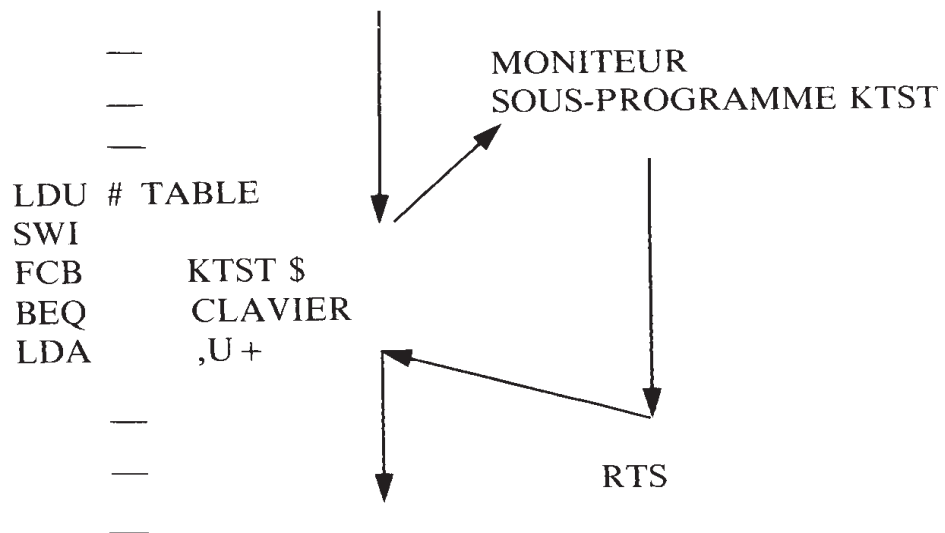 MONITEUR
SOUS-PROGRAMME KTST
LDU # TABLE
SWI
FCB KTST $
BEQ CLAVIER
LDA ,U +
RTS